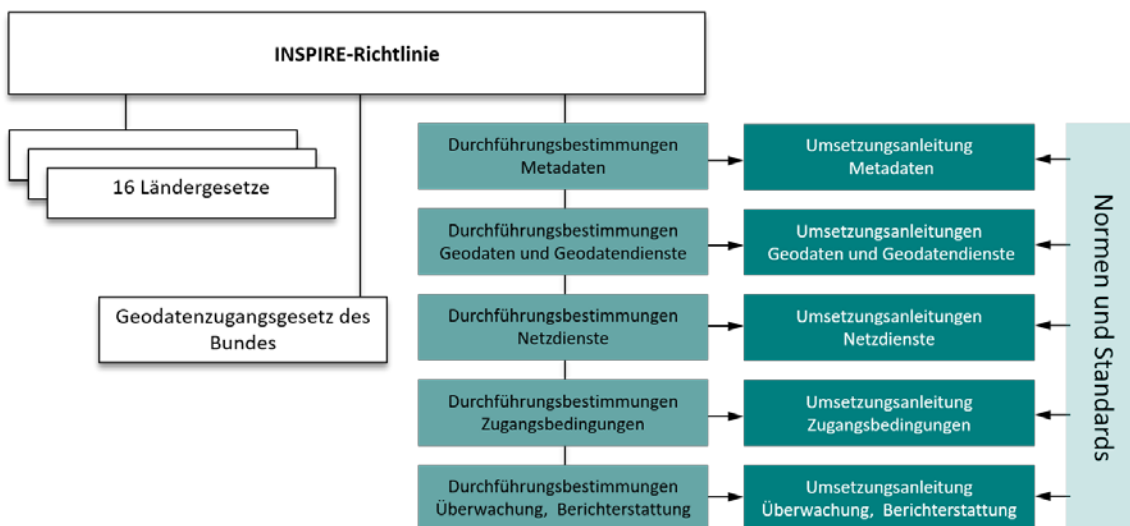 INSPIRE-Richtlinie
16 Ländergesetze
Geodatenzugangsgesetz des
Bundes
Durchführungsbestimmungen
Metadaten
Umsetzungsanleitung
Metadaten
Durchführungsbestimmungen
Geodaten und Geodatendienste
Umsetzungsanleitungen
Geodaten und Geodatendienste
Durchführungsbestimmungen
Netzdienste
Umsetzungsanleitungen
Netzdienste
Durchführungsbestimmungen
Zugangsbedingungen
Umsetzungsanleitung
Zugangsbedingungen
Durchführungsbestimmungen
Überwachung, Berichterstattung
Umsetzungsanleitung
Überwachung, Berichterstattung
Normen und Standards